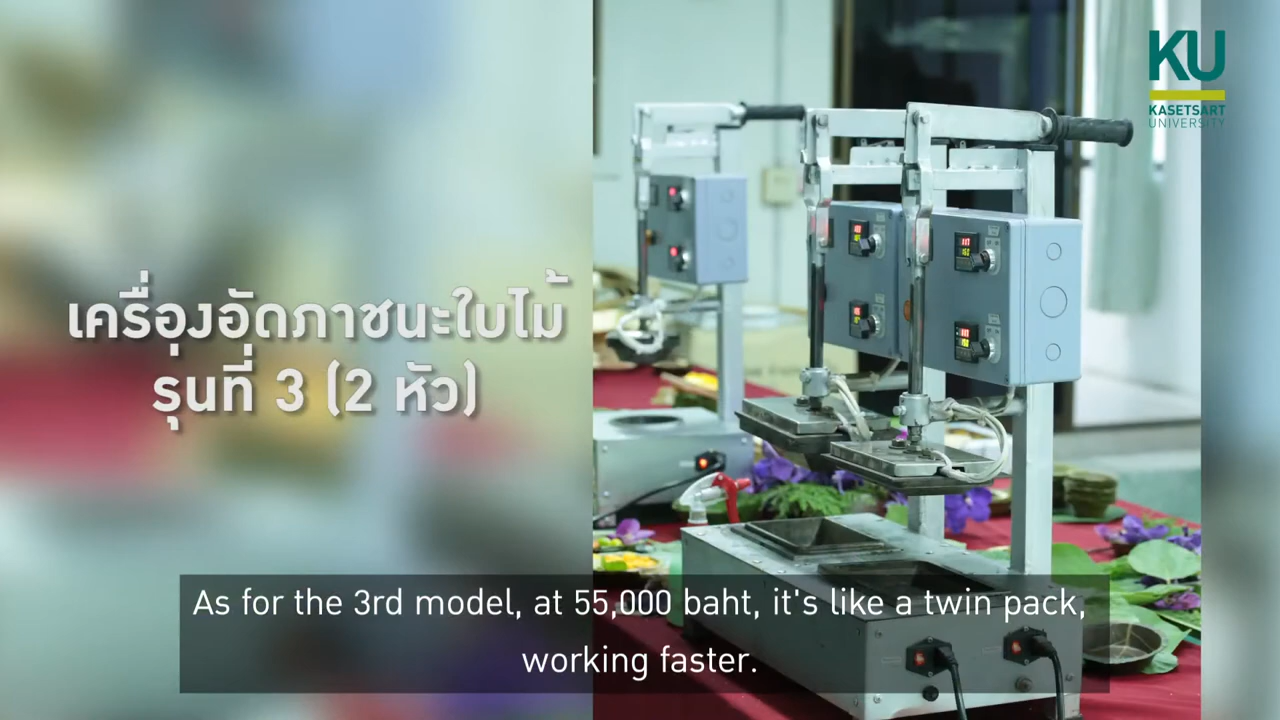 KU
KASETSART
UNIVERSITY
เครื่องอัดภาชนะใบไม้
รุ่นที่ 3 (2 หัว)
As for the 3rd model, at 55,000 baht, it's like a twin pack,
working faster.